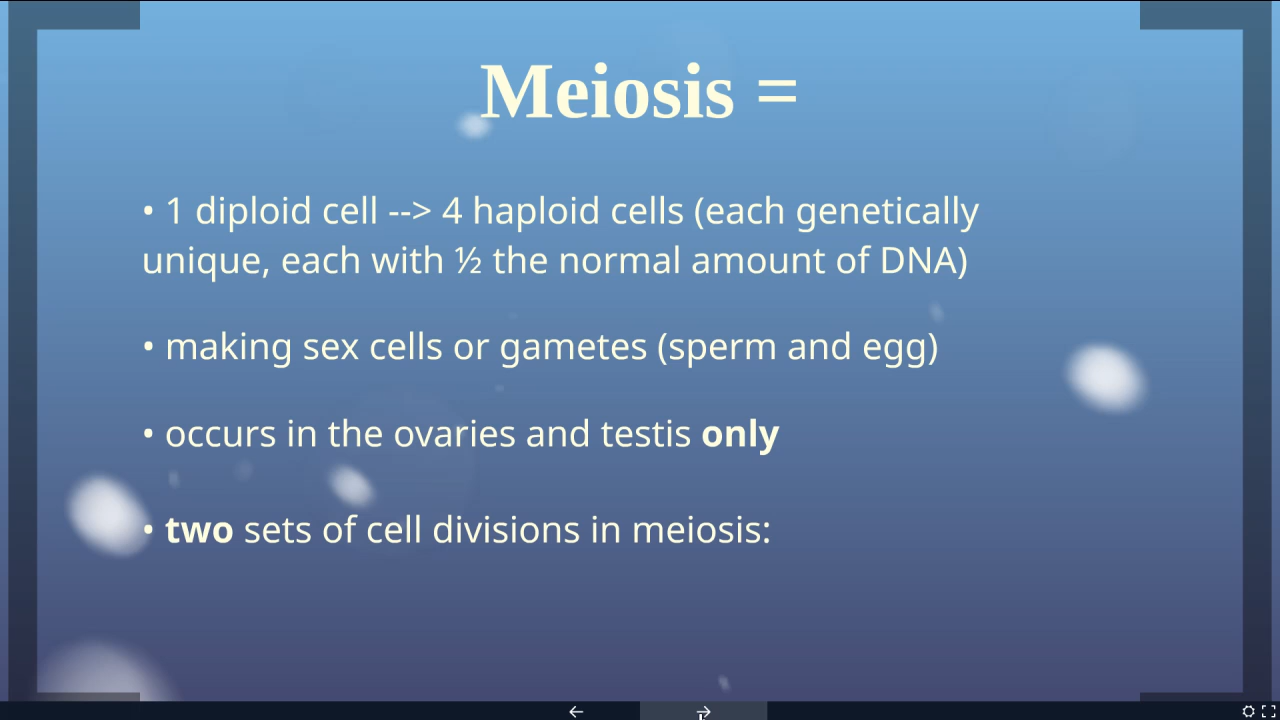 Meiosis =
• 1 diploid cell --> 4 haploid cells (each genetically
unique, each with ½ the normal amount of DNA)
• making sex cells or gametes (sperm and egg)
• occurs in the ovaries and testis only
• two sets of cell divisions in meiosis: